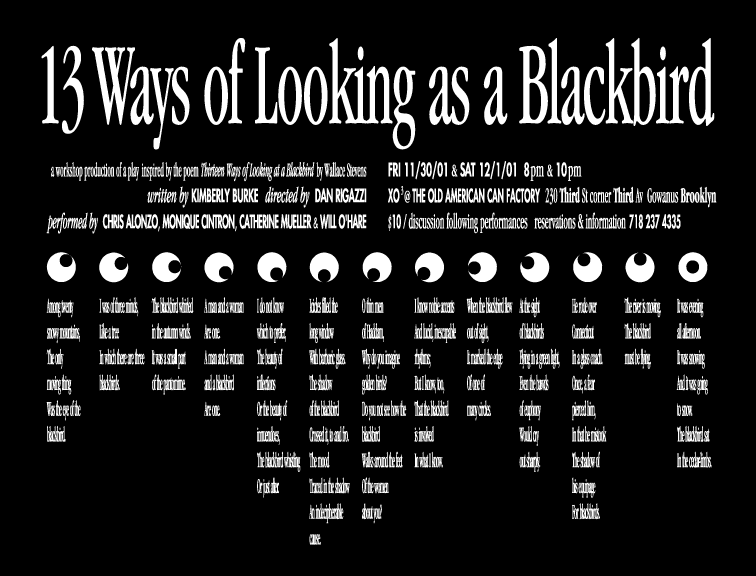 13 Ways of Looking as a Blackbird
a workshop production of a play inspired by the poem Thirteen Ways of Looking at a Blackbird by Wallace Stevens
written by KIMBERLY BURKE directed by DAN RIGAZZI
performed by CHRIS ALONZO, MONIQUE CINTRON, CATHERINE MUELLER & WILL O'HARE
FRI 11/30/01 & SAT 12/1/01 8pm & 10pm
XO³@ THE OLD AMERICAN CAN FACTORY 230 Third St corner Third Av Gowanus Brooklyn
$10 / discussion following performances reservations & information 718 237 4335
Among twenty
snowy mountains,
The only
moving thing
Was the eye of the
blackbird.
I was of three minds,
Like a tree
In which there are three
blackbirds.
The blackbird whirled
in the autumn winds.
It was a small part
of the pantomime.
A man and a woman
Are one.
A man and a woman
and a blackbird
Are one.
I do not know
which to prefer,
The beauty of
inflections
Or the beauty of
innuendoes,
The blackbird whistling
Or just after.
Icicles filled the
long window
With barbaric glass.
The shadow
of the blackbird
Crossed it, to and fro.
The mood
Traced in the shadow
An indecipherable
cause.
O thin men
of Haddam,
Why do you imagine
golden birds?
Do you not see how the
blackbird
Walks around the feet
Of the women
about you?
I know noble accents
And lucid, inescapable
rhythms;
But I know, too,
That the blackbird
is involved
In what I know.
When the blackbird flew
out of sight,
It marked the edge
Of one of
many circles.
At the sight
of blackbirds
Flying in a green light,
Even the bawds
of euphony
Would cry
out sharply.
He rode over
Connecticut
In a glass coach.
Once, a fear
pierced him,
In that he mistook
The shadow of
his equipage
For blackbirds.
The river is moving.
The blackbird
must be flying.
It was evening
all afternoon.
It was snowing
And it was going
to snow.
The blackbird sat
In the cedar-limbs.